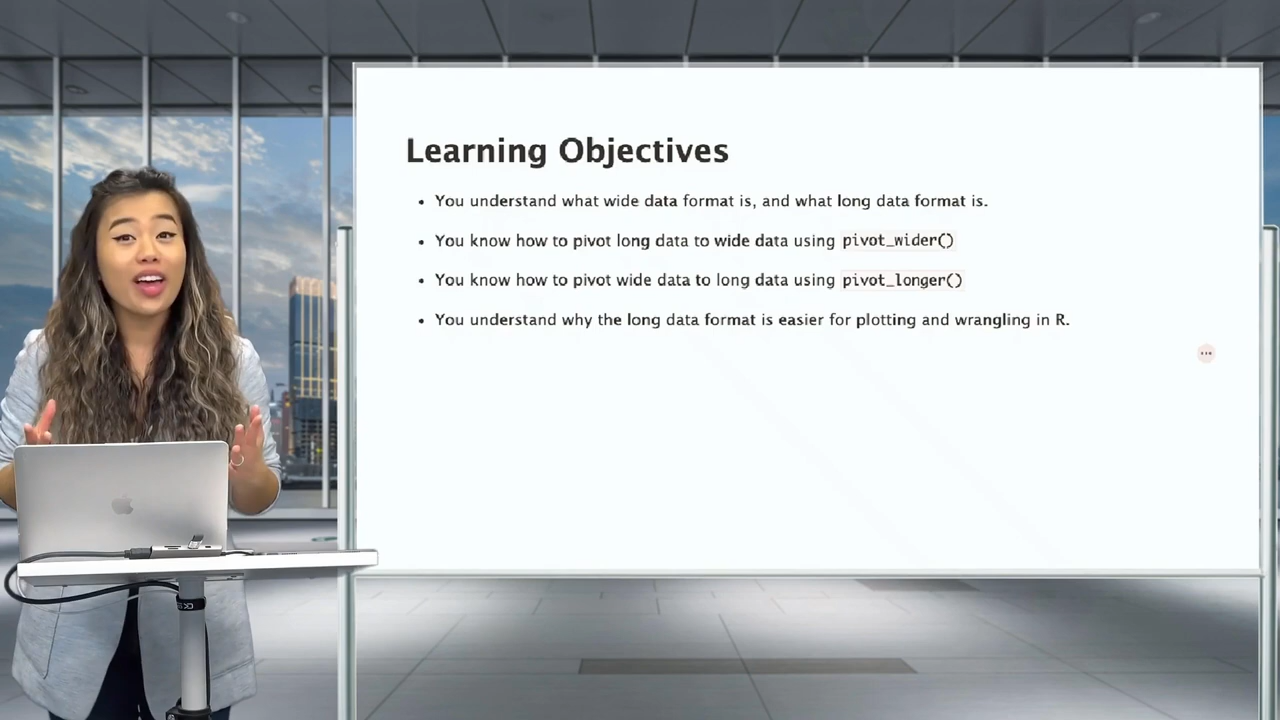 Learning Objectives
• You understand what wide data format is, and what long data format is.
• You know how to pivot long data to wide data using pivot_wider()
• You know how to pivot wide data to long data using pivot_longer()
• You understand why the long data format is easier for plotting and wrangling in R.